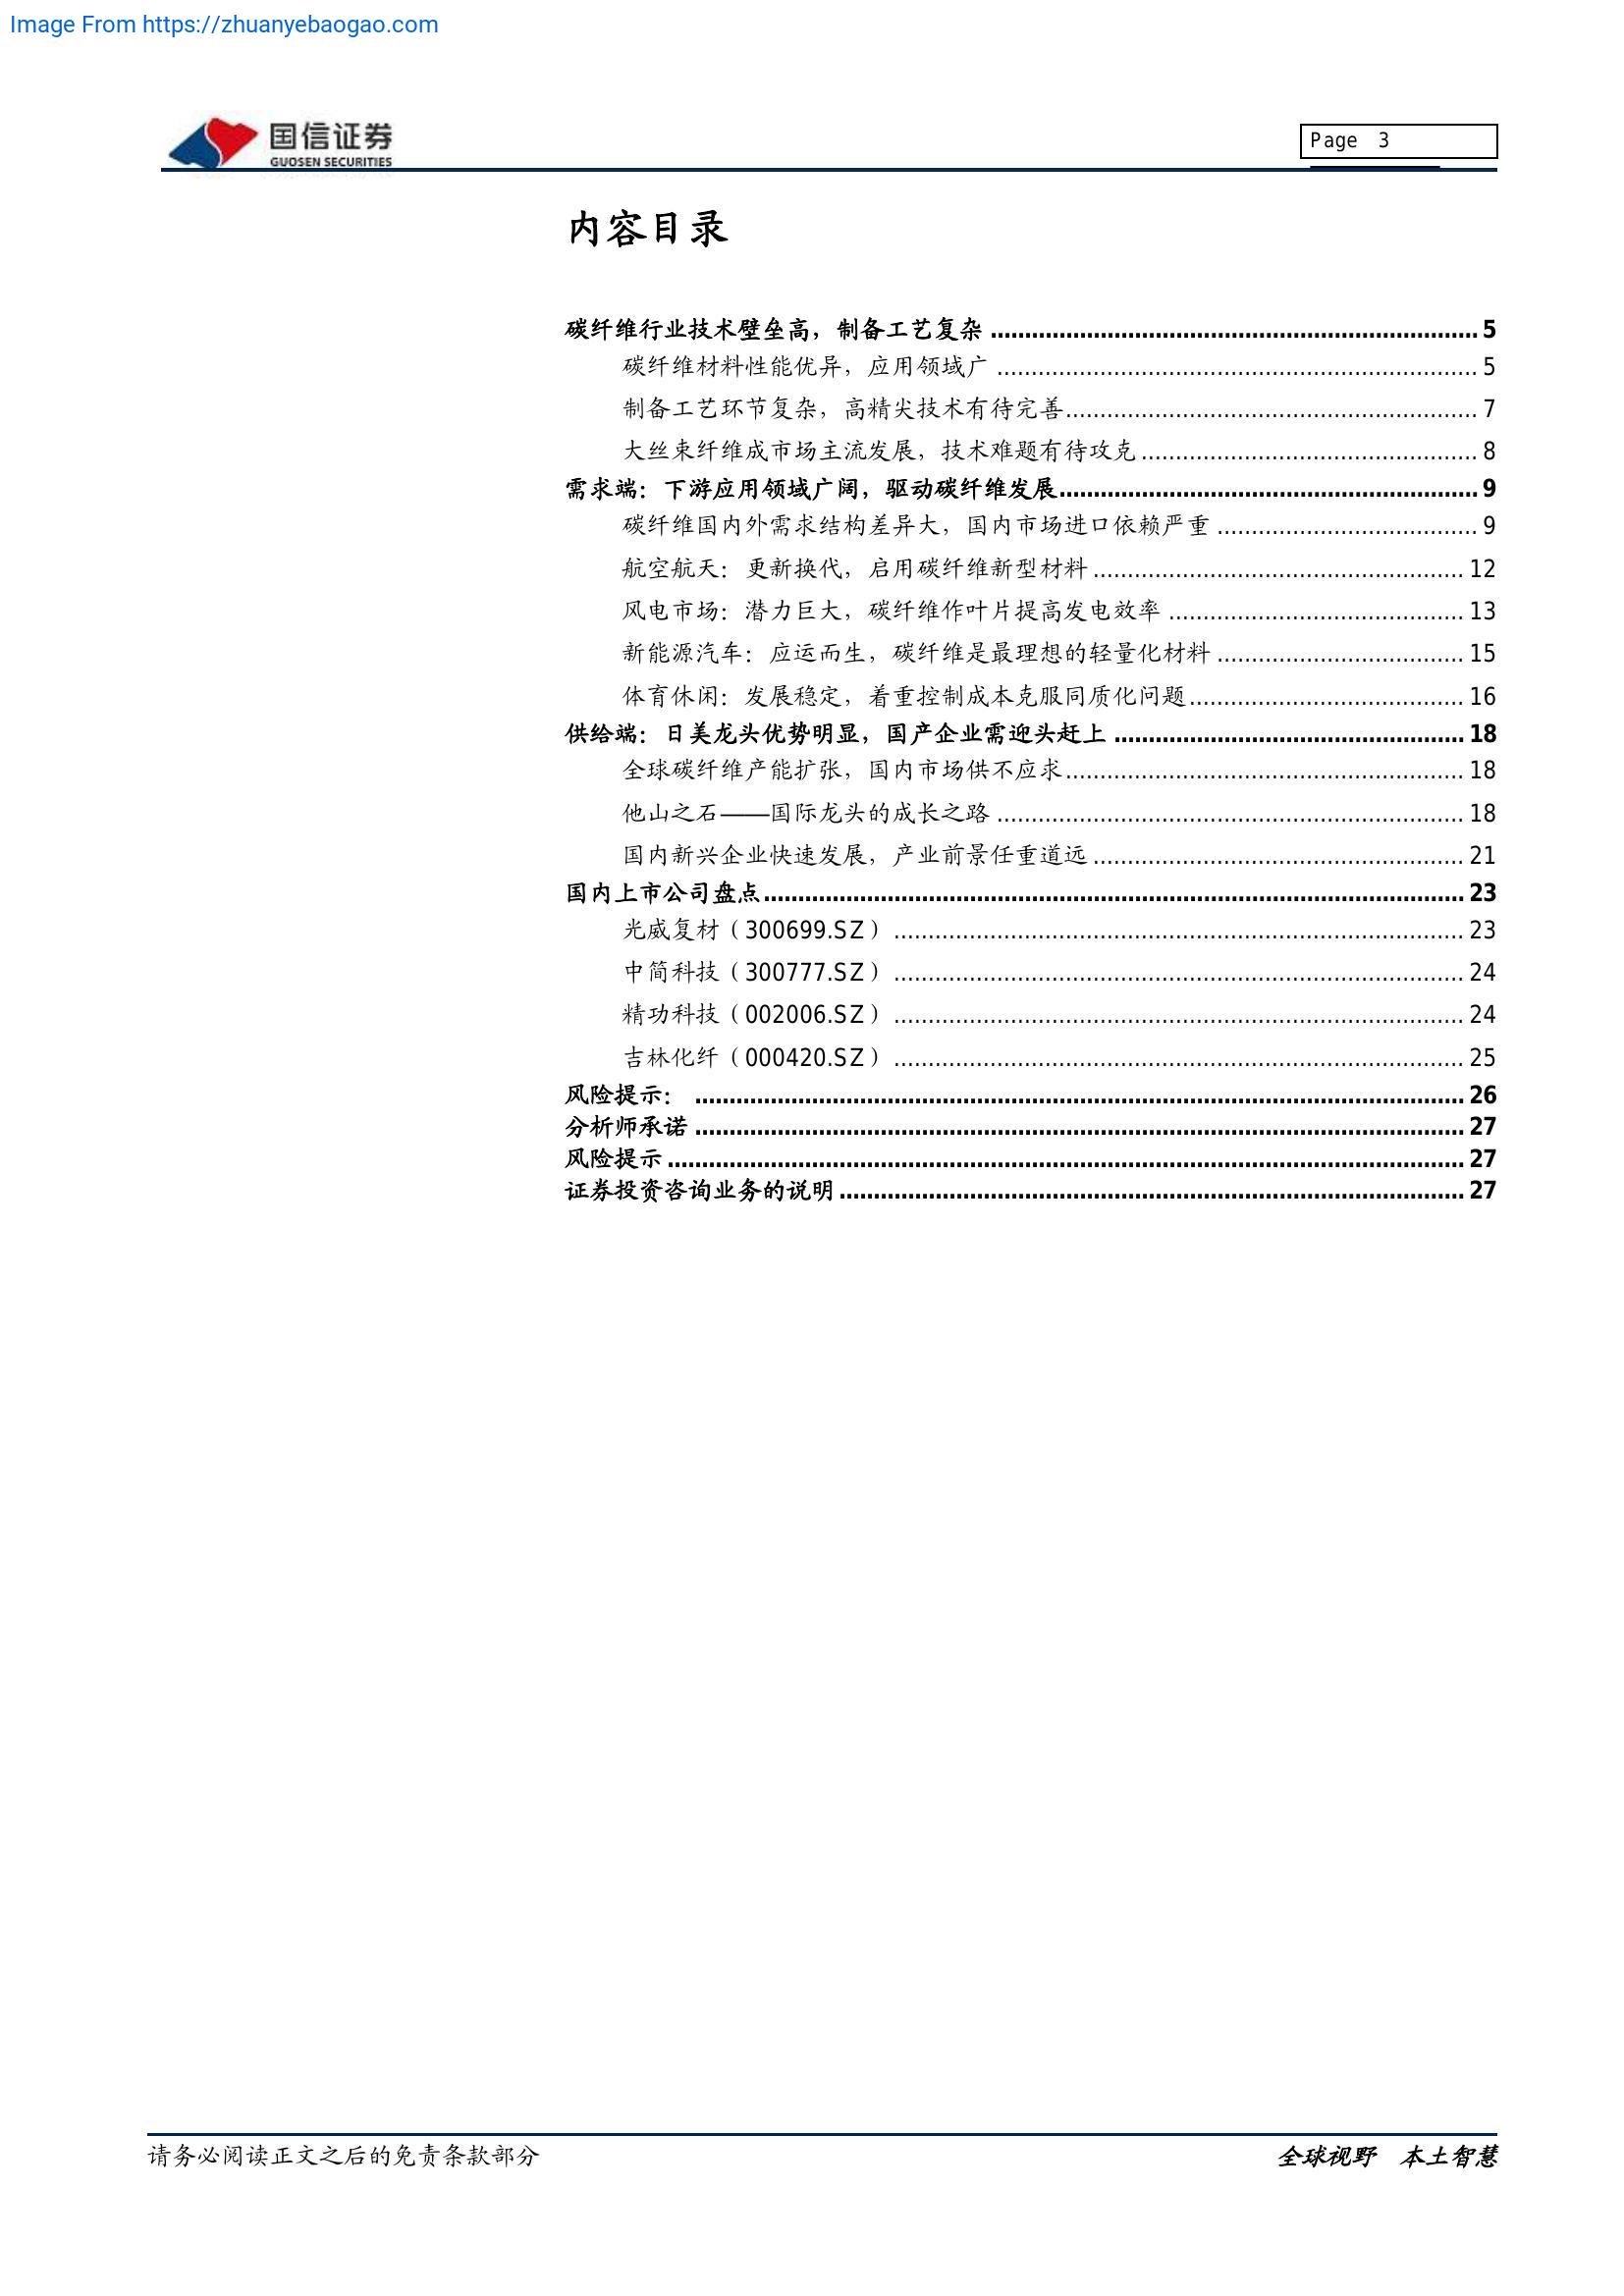 Image From https://zhuanyebaogao.com
国信证券
GUOSEN SECURITIES
Page 3
内容目录
碳纤维行业技术壁垒高，制备工艺复杂 ........................................ 5
碳纤维材料性能优异，应用领域广 ........................................ 5
制备工艺环节复杂，高精尖技术有待完善 ........................................ 7
大丝束纤维成市场主流发展，技术难题有待攻克 ........................................ 8
需求端：下游应用领域广阔，驱动碳纤维发展 ........................................ 9
碳纤维国内外需求结构差异大，国内市场进口依赖严重 ........................................ 9
航空航天：更新换代，启用碳纤维新型材料 ........................................ 12
风电市场：潜力巨大，碳纤维作叶片提高发电效率 ........................................ 13
新能源汽车：应运而生，碳纤维是最理想的轻量化材料 ........................................ 15
体育休闲：发展稳定，着重控制成本克服同质化问题 ........................................ 16
供给端：日美龙头优势明显，国产企业需迎头赶上 ........................................ 18
全球碳纤维产能扩张，国内市场供不应求 ........................................ 18
他山之石——国际龙头的成长之路 ........................................ 18
国内新兴企业快速发展，产业前景任重道远 ........................................ 21
国内上市公司盘点 ........................................ 23
光威复材（300699.SZ） ........................................ 23
中简科技（300777.SZ） ........................................ 24
精功科技（002006.SZ） ........................................ 24
吉林化纤（000420.SZ） ........................................ 25
风险提示： ........................................ 26
分析师承诺 ........................................ 27
风险提示 ........................................ 27
证券投资咨询业务的说明 ........................................ 27
请务必阅读正文之后的免责条款部分
全球视野 本土智慧